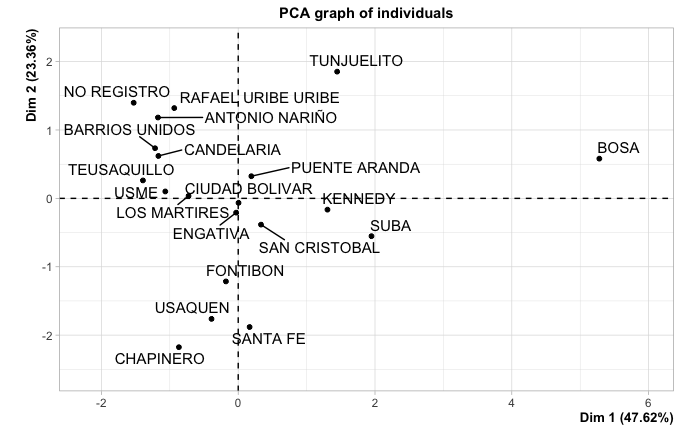 PCA graph of individuals
Dim 2 (23.36%)
2
1
0
-1
-2
TUNJUELITO
NO REGISTRO
RAFAEL URIBE URIBE
ANTONIO NARIÑO
BARRIOS UNIDOS
CANDELARIA
BOSA
TEUSAQUILLO
PUENTE ARANDA
USME
CIUDAD BOLIVAR
KENNEDY
LOS MARTIRES
SUBA
ENGATIVA
SAN CRISTOBAL
FONTIBON
USAQUEN
SANTA FE
CHAPINERO
-2
0
2
4
6
Dim 1 (47.62%)